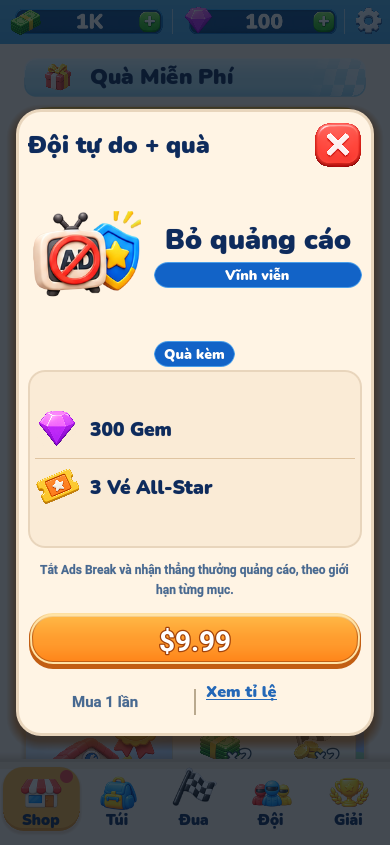 1K
100
Quà Miễn Phí
Đội tự do + quà
AD
Bỏ quảng cáo
Vĩnh viễn
Quà kèm
300 Gem
3 Vé All-Star
Tắt Ads Break và nhận thẳng thưởng quảng cáo, theo giới
hạn từng mục.
$9.99
Mua 1 lần
Xem tỉ lệ
x2
x2
Shop
Túi
Đua
Đội
Giải